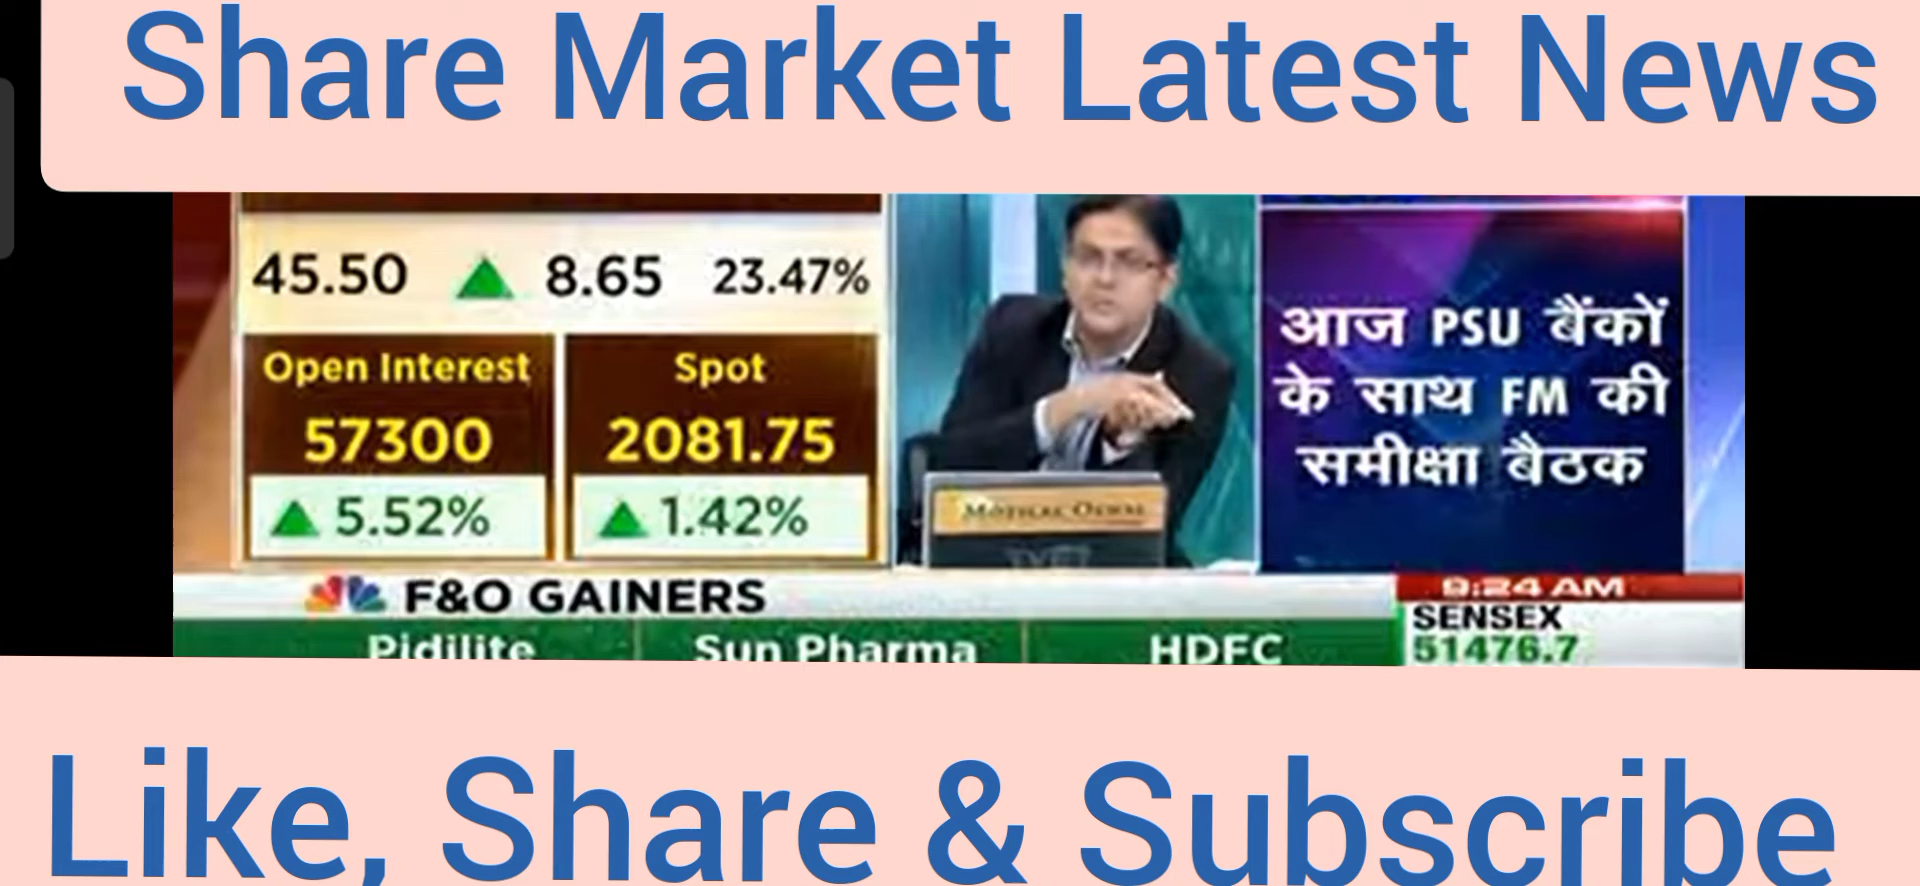 Share Market Latest News
45.50 ▲ 8.65 23.47%
Open Interest
57300
▲ 5.52%
Spot
2081.75
▲ 1.42%
MOTILAL OSWAL
आज PSU बैंकों
के साथ FM की
समीक्षा बैठक
F&O GAINERS
Pidilite Sun Pharma HDFC
9:24 AM
SENSEX
51476.7
Like, Share & Subscribe